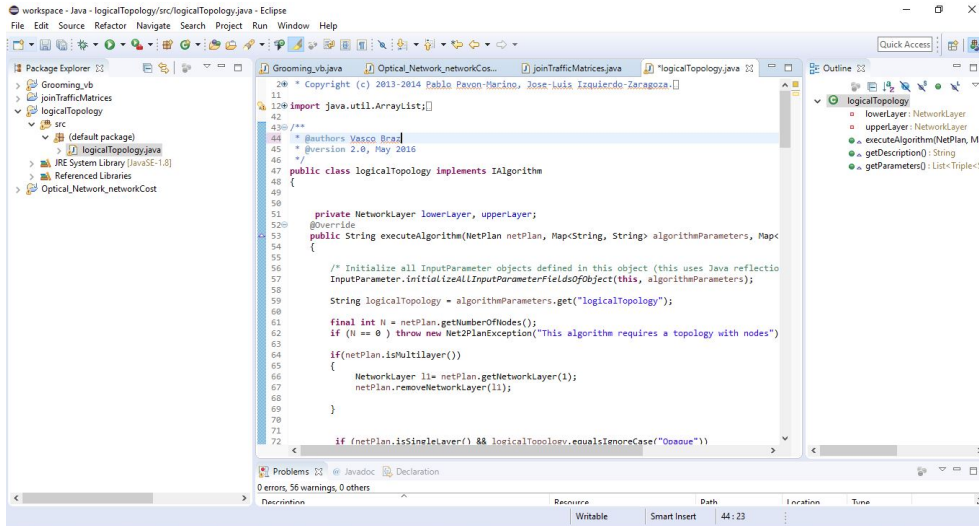 workspace - Java - logicalTopology/src/logicalTopology.java - Eclipse
File Edit Source Refactor Navigate Search Project Run Window Help
Quick Access
Package Explorer
Grooming_vb
joinTrafficMatrices
logicalTopology
src
(default package)
logicalTopology.java
JRE System Library [JavaSE-1.8]
Referenced Libraries
Optical_Network_networkCost
Grooming_vb.java Optical_Network_networkCos... joinTrafficMatrices.java *logicalTopology.java
2 * Copyright (c) 2013-2014 Pablo Pavon-Marino, Jose-Luis Izquierdo-Zaragoza.
11
12 import java.util.ArrayList;
42
43 /**
44 * @authors Vasco Braz
45 * @version 2.0, May 2016
46 */
47 public class logicalTopology implements IAlgorithm
48 {
49
50
51 private NetworkLayer lowerLayer, upperLayer;
52 @Override
53 public String executeAlgorithm(NetPlan netPlan, Map<String, String> algorithmParameters, Map<
54 {
55
56 /* Initialize all InputParameter objects defined in this object (this uses Java reflectio
57 InputParameter.initializeAllInputParameterFieldsOfObject(this, algorithmParameters);
58
59 String logicalTopology = algorithmParameters.get("logicalTopology");
60
61 final int N = netPlan.getNumberOfNodes();
62 if (N == 0 ) throw new Net2PlanException("This algorithm requires a topology with nodes")
63
64 if(netPlan.isMultilayer())
65 {
66 NetworkLayer l1= netPlan.getNetworkLayer(1);
67 netPlan.removeNetworkLayer(l1);
68
69 }
70
71
72 if (netPlan.isSingleLayer() && logicalTopology.equalsIgnoreCase("Opaque"))
Outline
logicalTopology
lowerLayer : NetworkLayer
upperLayer : NetworkLayer
executeAlgorithm(NetPlan, M
getDescription() : String
getParameters() : List<Triple<S
Problems Javadoc Declaration
0 errors, 56 warnings, 0 others
Description Resource Path Location Type
Writable Smart Insert 44 : 23